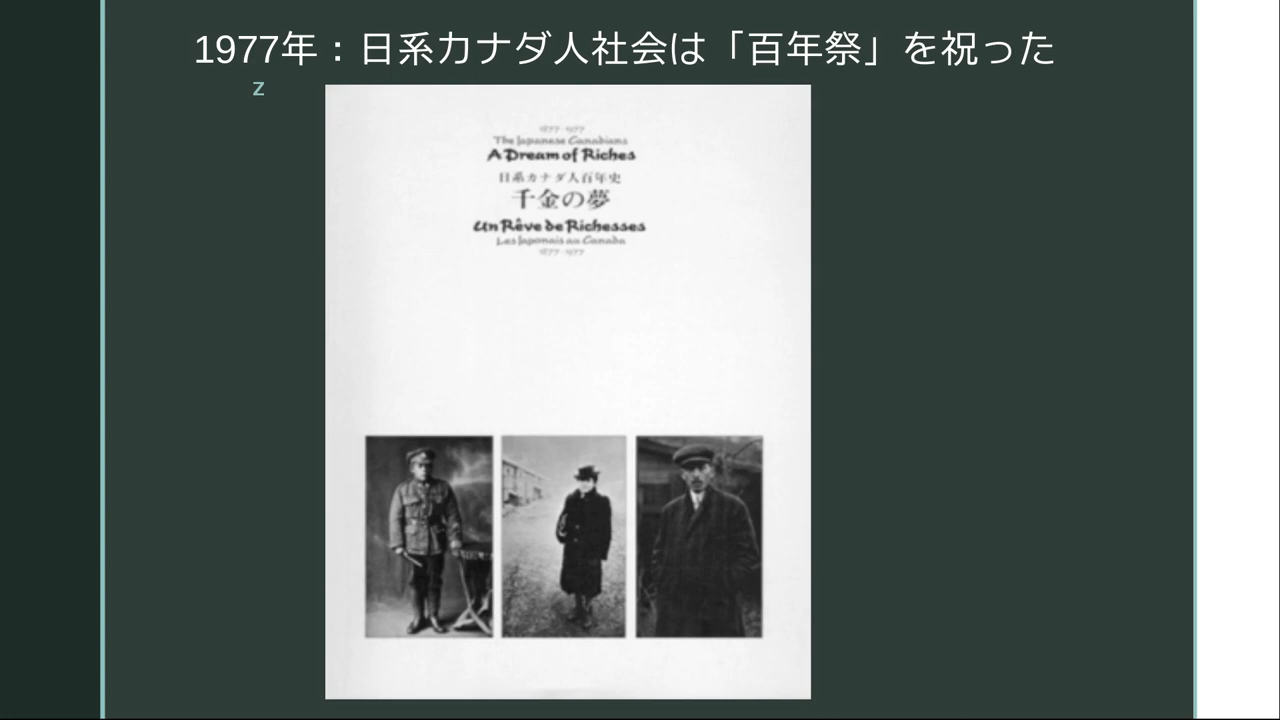 1977年：日系カナダ人社会は「百年祭」を祝った
z
1877 · 1977
The Japanese Canadians
A Dream of Riches
日系カナダ人百年史
千金の夢
Un Rêve de Richesses
Les Japonais au Canada
1877 · 1977